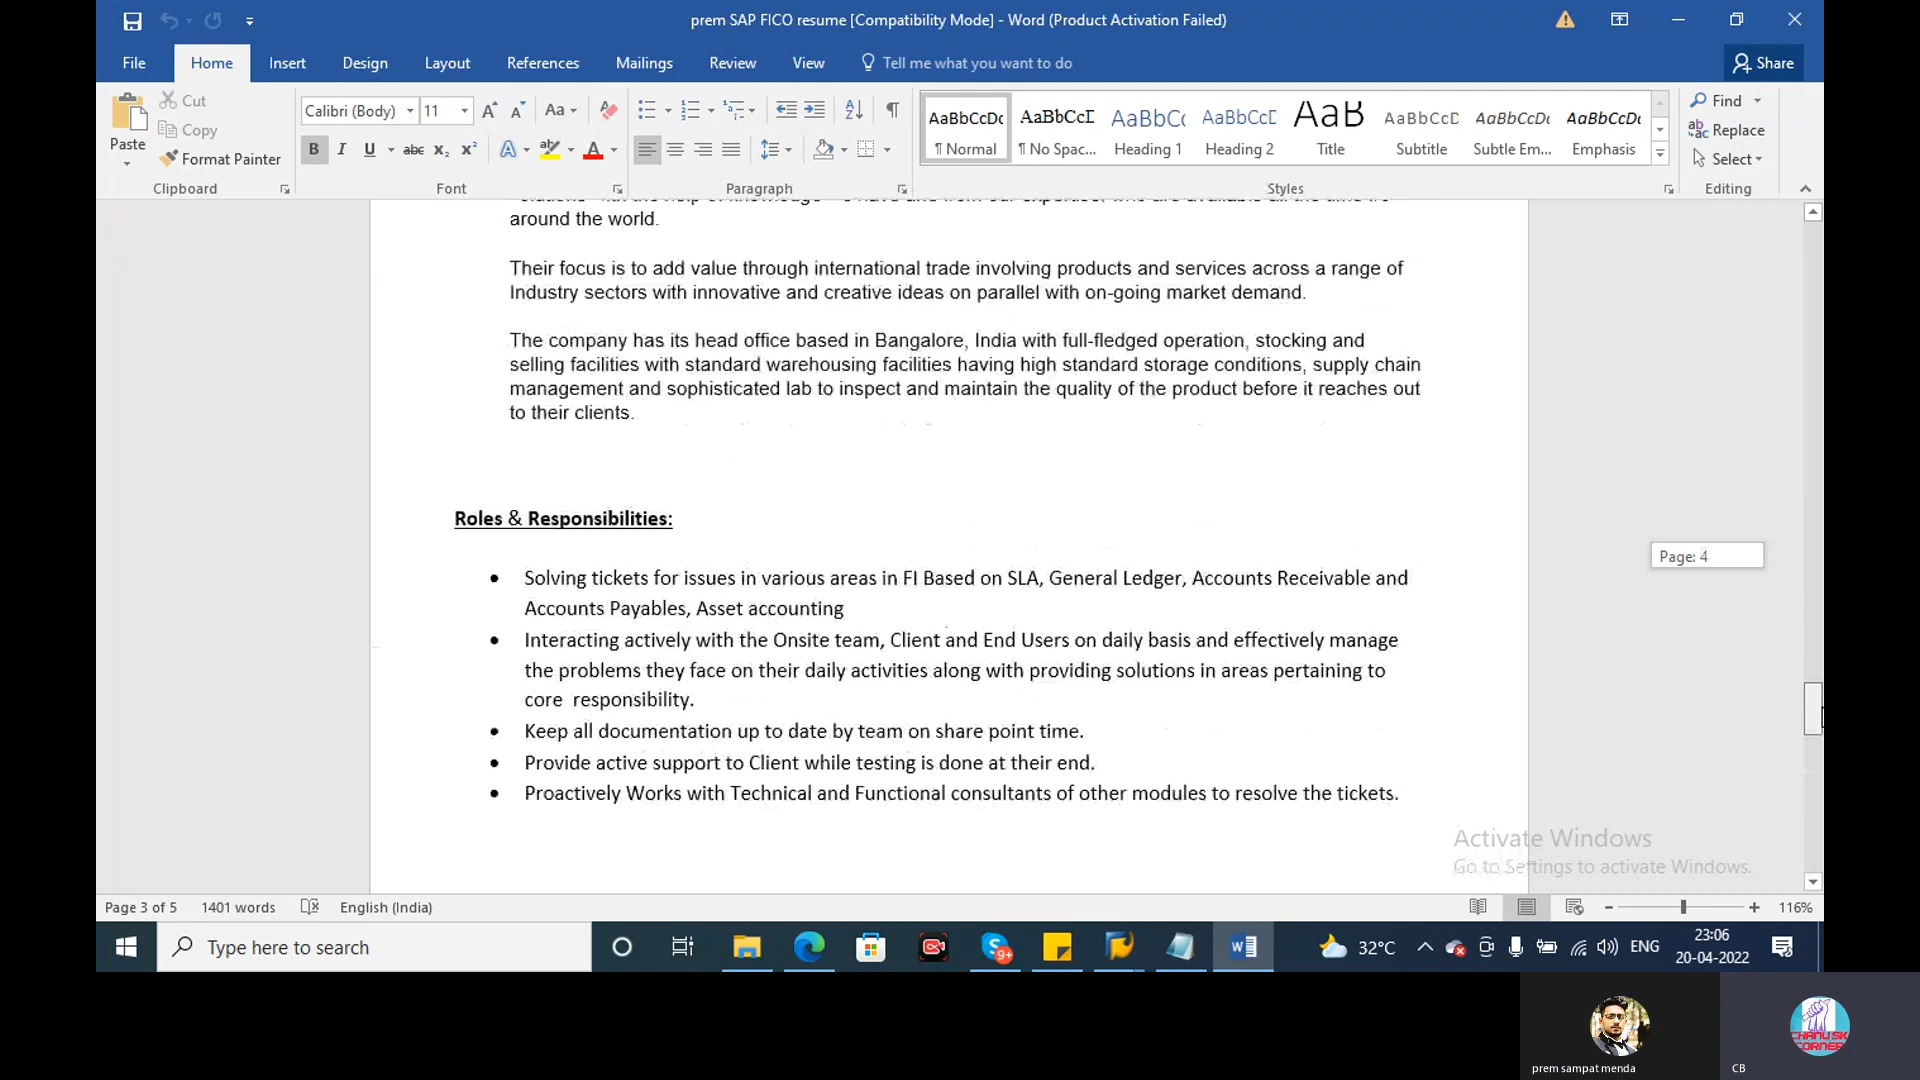 prem SAP FICO resume [Compatibility Mode] - Word (Product Activation Failed)
File Home Insert Design Layout References Mailings Review View Tell me what you want to do Share
Cut
Copy
Format Painter
Paste
Clipboard
Calibri (Body) 11 Aa
B I U abc X₂ X² A A
Font
Paragraph
AaBbCcDc AaBbCcD AaBbC AaBbCcD AaB AaBbCcD AaBbCcDc AaBbCcDc
¶ Normal ¶ No Spac... Heading 1 Heading 2 Title Subtitle Subtle Em... Emphasis
Styles
Find
Replace
Select
Editing
around the world.
Their focus is to add value through international trade involving products and services across a range of
Industry sectors with innovative and creative ideas on parallel with on-going market demand.
The company has its head office based in Bangalore, India with full-fledged operation, stocking and
selling facilities with standard warehousing facilities having high standard storage conditions, supply chain
management and sophisticated lab to inspect and maintain the quality of the product before it reaches out
to their clients.
Roles & Responsibilities:
• Solving tickets for issues in various areas in FI Based on SLA, General Ledger, Accounts Receivable and
Accounts Payables, Asset accounting
• Interacting actively with the Onsite team, Client and End Users on daily basis and effectively manage
the problems they face on their daily activities along with providing solutions in areas pertaining to
core responsibility.
• Keep all documentation up to date by team on share point time.
• Provide active support to Client while testing is done at their end.
• Proactively Works with Technical and Functional consultants of other modules to resolve the tickets.
Page: 4
Activate Windows
Go to Settings to activate Windows.
Page 3 of 5 1401 words English (India) 116%
Type here to search
9+
32°C ENG
23:06
20-04-2022
prem sampat menda
CHANUSK
CORNER
CB